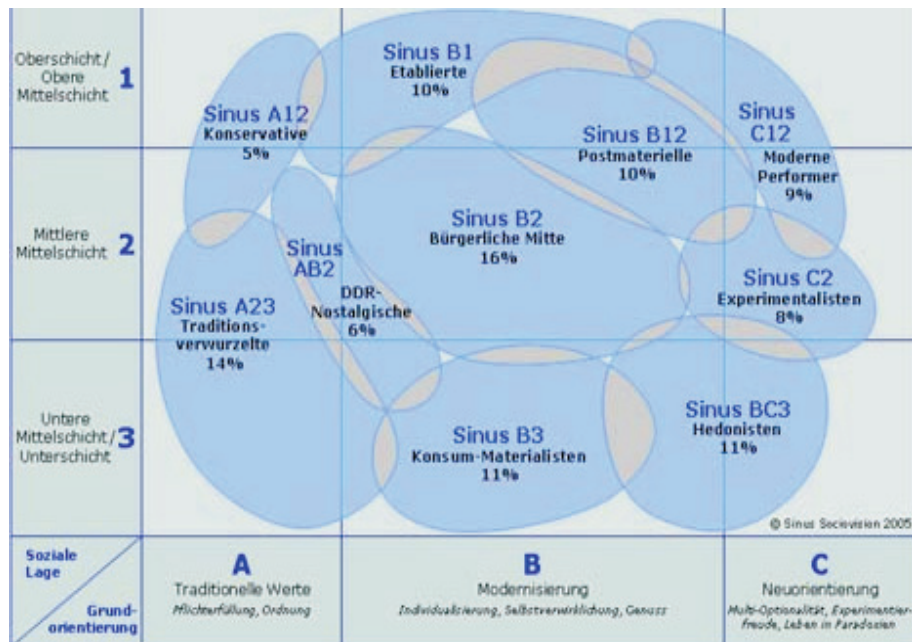 Oberschicht /
Obere
Mittelschicht
1
Sinus B1
Etablierte
10%
Sinus A12
Konservative
5%
Sinus B12
Postmaterielle
10%
Sinus
C12
Moderne
Performer
9%
Mittlere
Mittelschicht
2
Sinus B2
Bürgerliche Mitte
16%
Sinus
AB2
DDR-
Nostalgische
6%
Sinus A23
Traditions-
verwurzelte
14%
Sinus C2
Experimentalisten
8%
Untere
Mittelschicht /
Unterschicht
3
Sinus B3
Konsum-Materialisten
11%
Sinus BC3
Hedonisten
11%
© Sinus Sociovision 2005
Soziale
Lage
Grund-
orientierung
A
Traditionelle Werte
Pflichterfüllung, Ordnung
B
Modernisierung
Individualisierung, Selbstverwirklichung, Genuss
C
Neuorientierung
Multi-Optionalität, Experimentier-
freude, Leben in Paradoxien